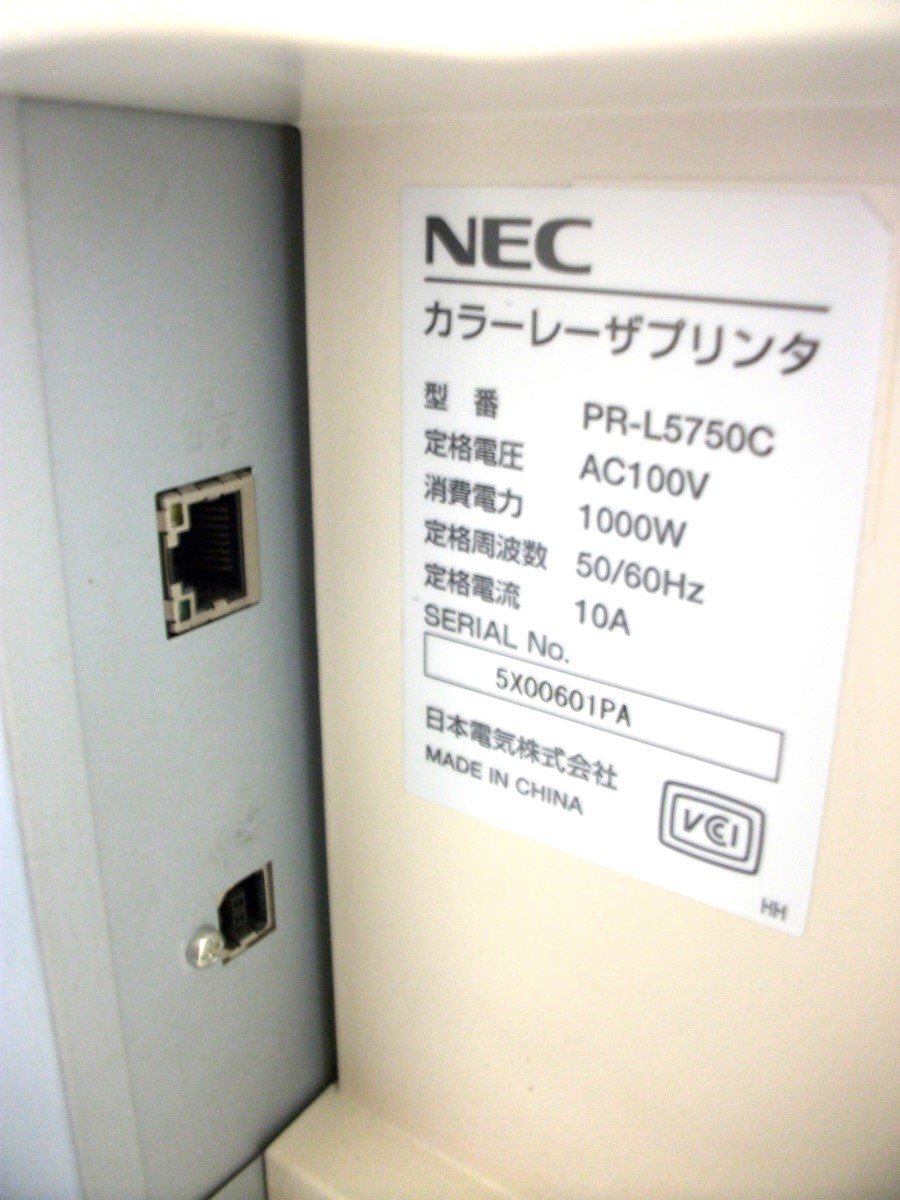 NEC
カラーレーザプリンタ
型 番 PR-L5750C
定格電圧 AC100V
消費電力 1000W
定格周波数 50/60Hz
定格電流 10A
SERIAL No.
5X00601PA
日本電気株式会社
MADE IN CHINA
VCCI
HH